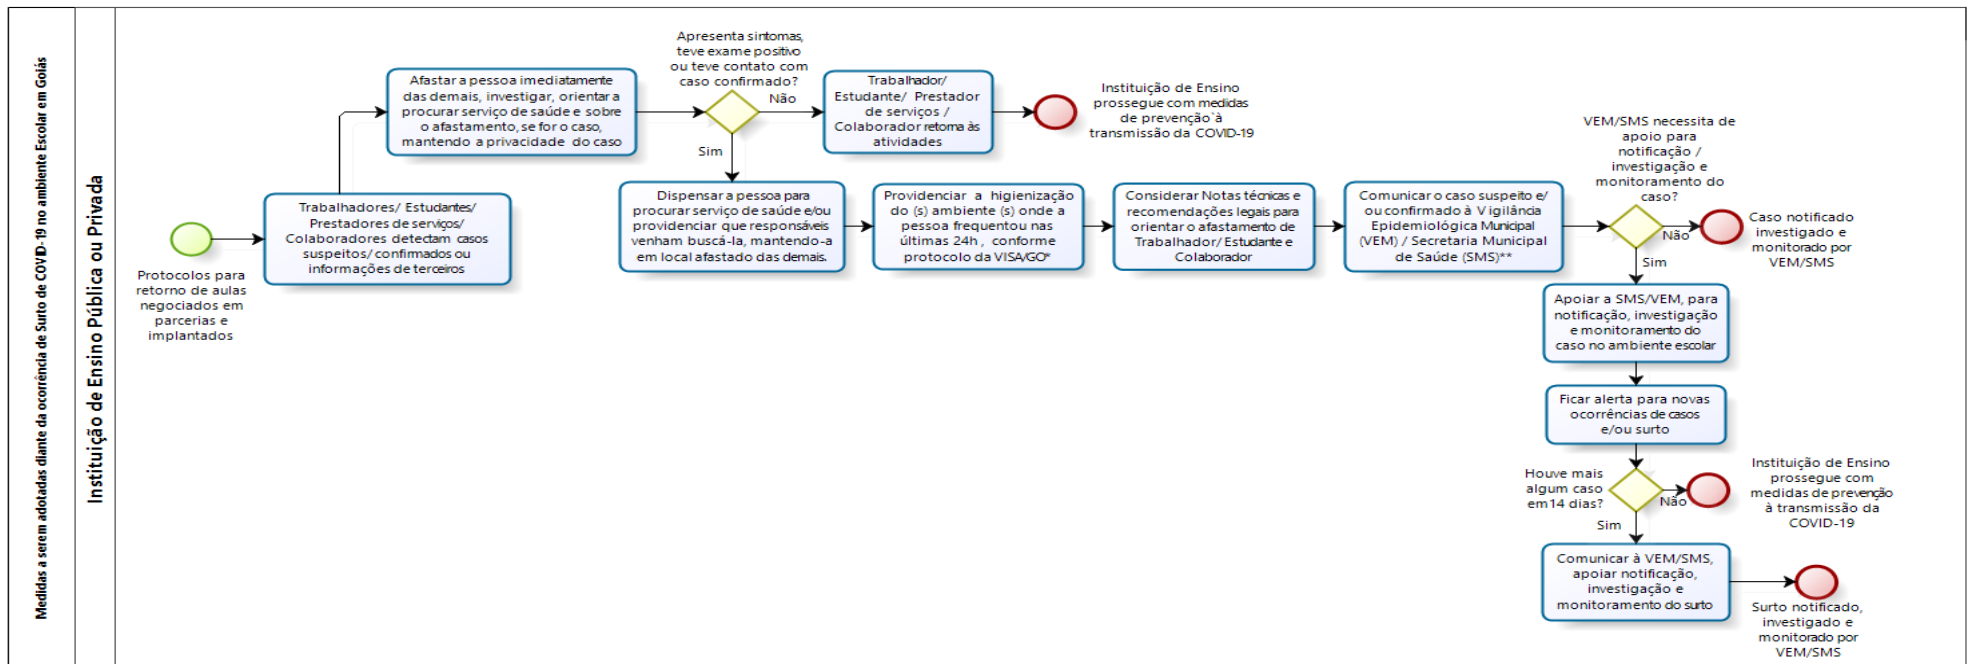 Medidas a serem adotadas diante da ocorrência de Surto de COVID-19 no ambiente Escolar em Goiás
Instituição de Ensino Pública ou Privada
Protocolos para
retorno de aulas
negociados em
parcerias e
implantados
Trabalhadores/ Estudantes/
Prestadores de serviços/
Colaboradores detectam casos
suspeitos/ confirmados ou
informações de terceiros
Afastar a pessoa imediatamente
das demais, investigar, orientar a
procurar serviço de saúde e sobre
o afastamento, se for o caso,
mantendo a privacidade do caso
Apresenta sintomas,
teve exame positivo
ou teve contato com
caso confirmado?
Não
Trabalhador/
Estudante/ Prestador
de serviços /
Colaborador retorna às
atividades
Instituição de Ensino
prossegue com medidas
de prevenção`à
transmissão da COVID-19
Sim
Dispensar a pessoa para
procurar serviço de saúde e/ou
providenciar que responsáveis
venham buscá-la, mantendo-a
em local afastado das demais.
Providenciar a higienização
do (s) ambiente (s) onde a
pessoa frequentou nas
últimas 24h , conforme
protocolo da VISA/GO*
Considerar Notas técnicas e
recomendações legais para
orientar o afastamento de
Trabalhador/ Estudante e
Colaborador
Comunicar o caso suspeito e/
ou confirmado à Vigilância
Epidemiológica Municipal
(VEM) / Secretaria Municipal
de Saúde (SMS)**
VEM/SMS necessita de
apoio para
notificação /
investigação e
monitoramento do
caso?
Não
Caso notificado
investigado e
monitorado por
VEM/SMS
Sim
Apoiar a SMS/VEM, para
notificação, investigação
e monitoramento do
caso no ambiente escolar
Ficar alerta para novas
ocorrências de casos
e/ou surto
Houve mais
algum caso
em14 dias?
Não
Instituição de Ensino
prossegue com
medidas de prevenção
à transmissão da
COVID-19
Sim
Comunicar à VEM/SMS,
apoiar notificação,
investigação e
monitoramento do surto
Surto notificado,
investigado e
monitorado por
VEM/SMS